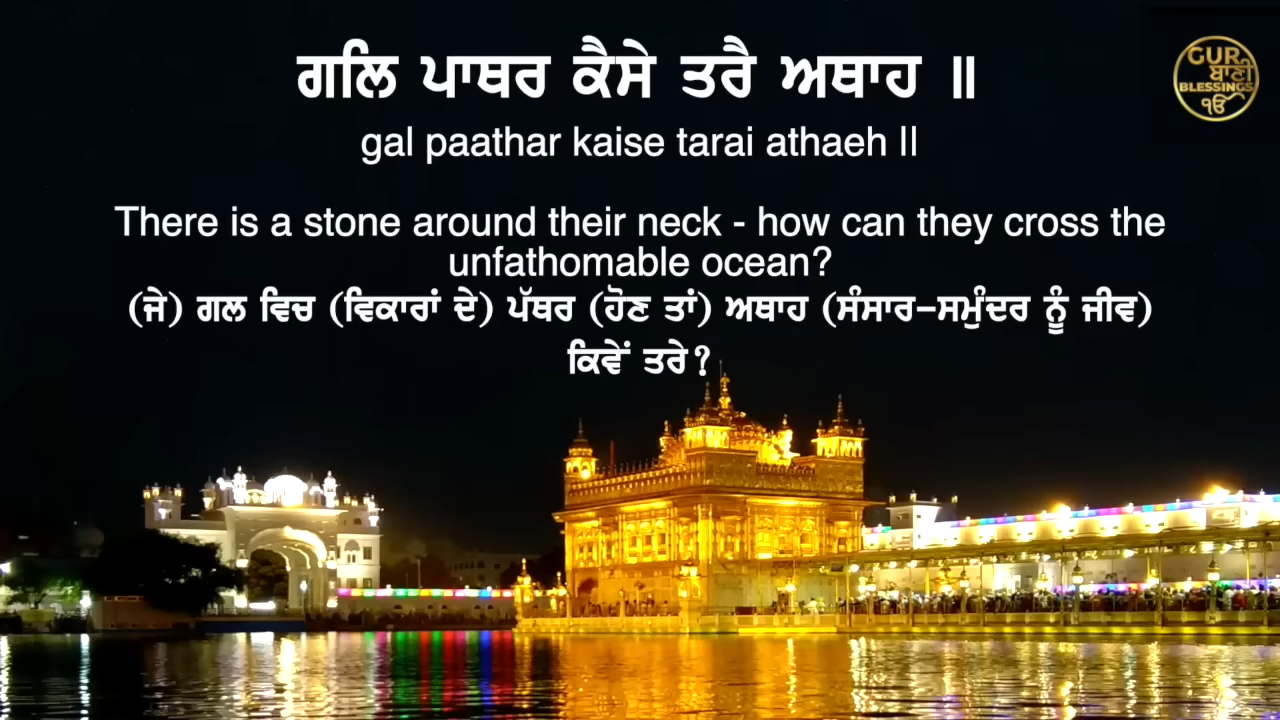 ਗਲਿ ਪਾਥਰ ਕੈਸੇ ਤਰੈ ਅਥਾਹ ॥
gal paathar kaise tarai athaeh ||
There is a stone around their neck - how can they cross the
unfathomable ocean?
(ਜੇ) ਗਲ ਵਿਚ (ਵਿਕਾਰਾਂ ਦੇ) ਪੱਥਰ (ਹੋਣ ਤਾਂ) ਅਥਾਹ (ਸੰਸਾਰ-ਸਮੁੰਦਰ ਨੂੰ ਜੀਵ)
ਕਿਵੇਂ ਤਰੇ?
GUR
ਬਾਣੀ
BLESSINGS
ੴ